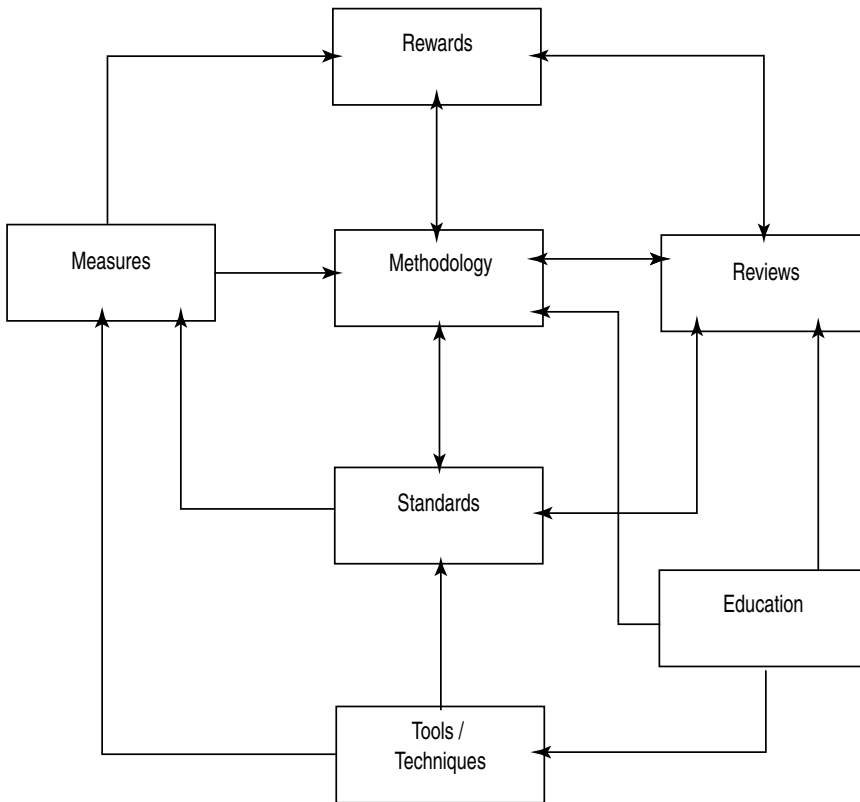 Rewards
Measures
Methodology
Reviews
Standards
Education
Tools /
Techniques